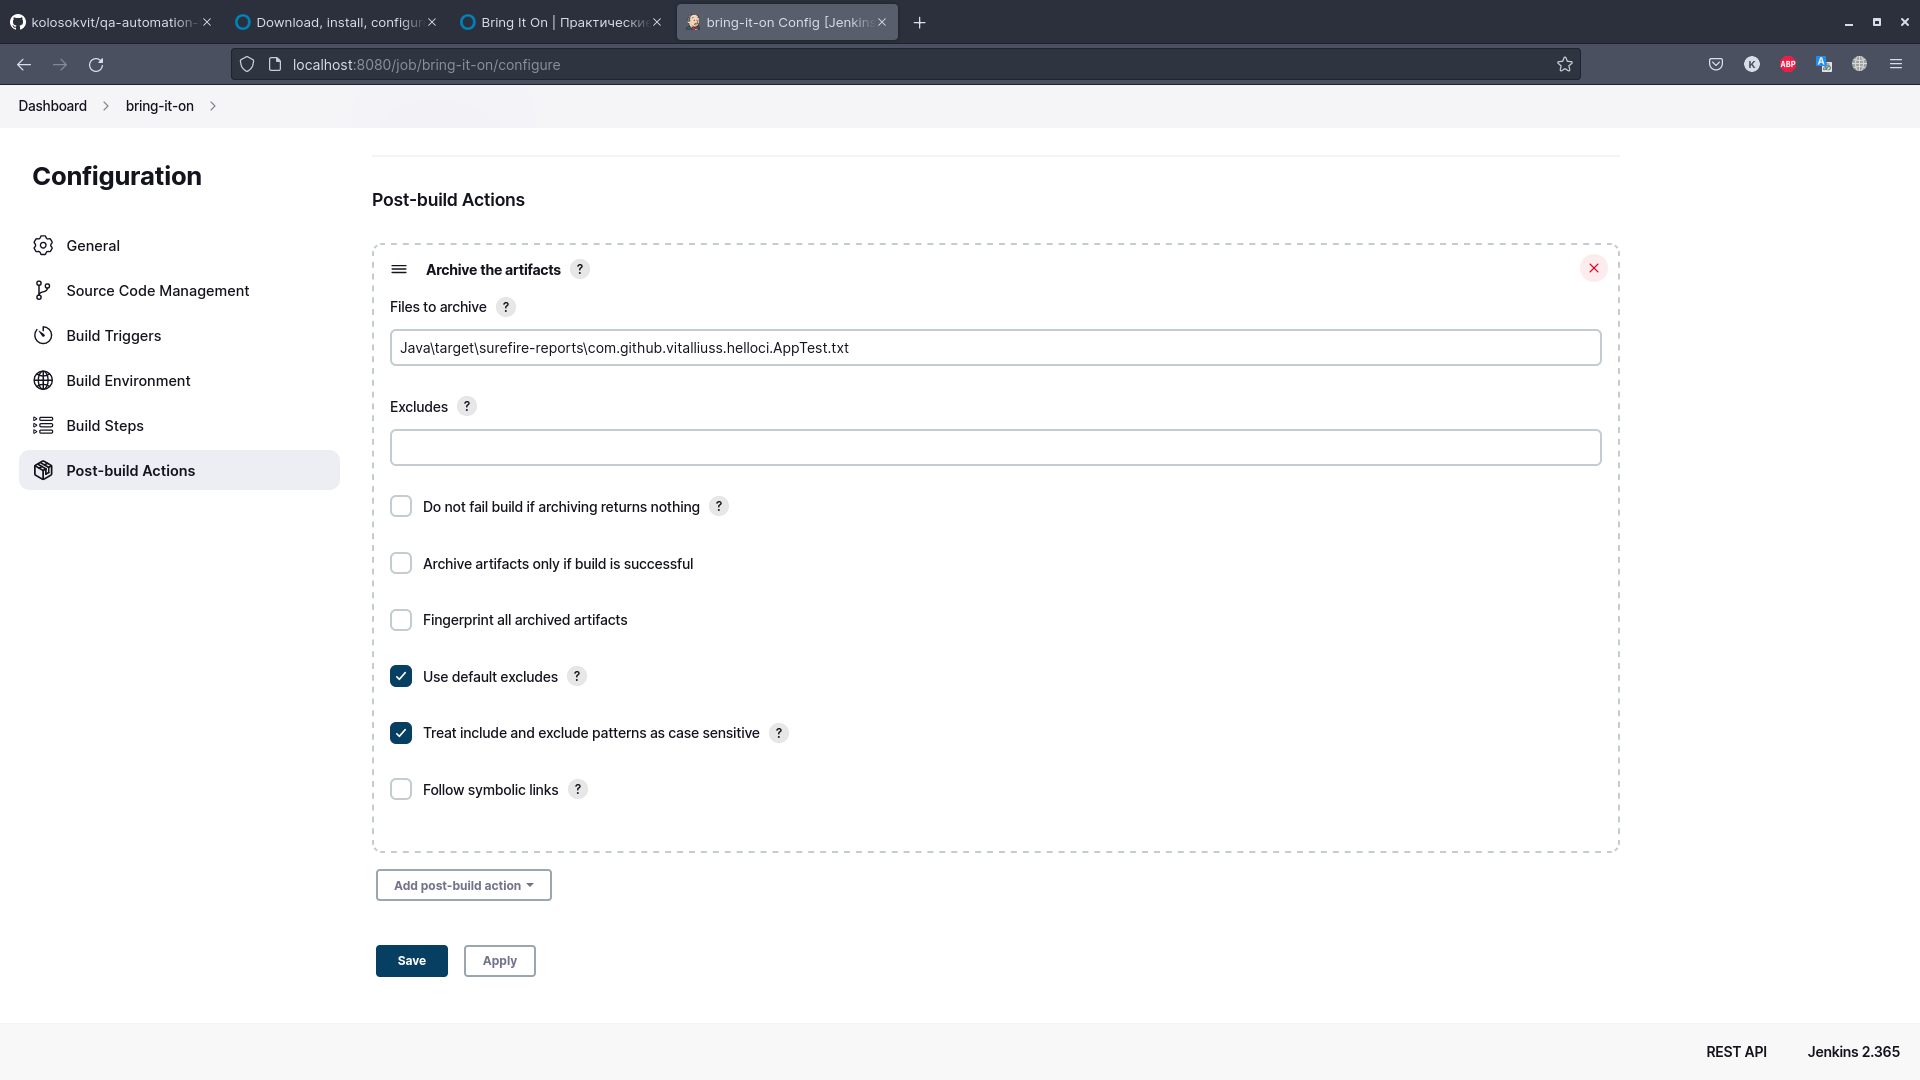 kolosokvit/qa-automation-
Download, install, configu
Bring It On | Практически
bring-it-on Config [Jenkins
localhost:8080/job/bring-it-on/configure
K
ABP
Dashboard
bring-it-on
Configuration
General
Source Code Management
Build Triggers
Build Environment
Build Steps
Post-build Actions
Post-build Actions
Archive the artifacts ?
Files to archive ?
Java\target\surefire-reports\com.github.vitalliuss.helloci.AppTest.txt
Excludes ?
Do not fail build if archiving returns nothing ?
Archive artifacts only if build is successful
Fingerprint all archived artifacts
Use default excludes ?
Treat include and exclude patterns as case sensitive ?
Follow symbolic links ?
Add post-build action
Save
Apply
REST API
Jenkins 2.365